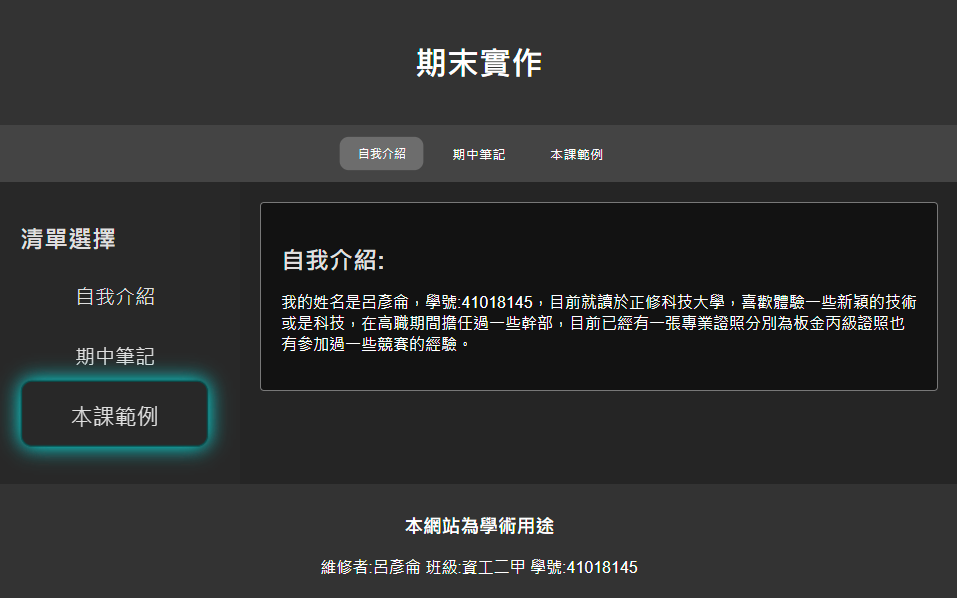 期末實作
自我介紹 期中筆記 本課範例
清單選擇
自我介紹
期中筆記
本課範例
自我介紹:
我的姓名是呂彥侖，學號:41018145，目前就讀於正修科技大學，喜歡體驗一些新穎的技術
或是科技，在高職期間擔任過一些幹部，目前已經有一張專業證照分別為板金丙級證照也
有參加過一些競賽的經驗。
本網站為學術用途
維修者:呂彥侖 班級:資工二甲 學號:41018145